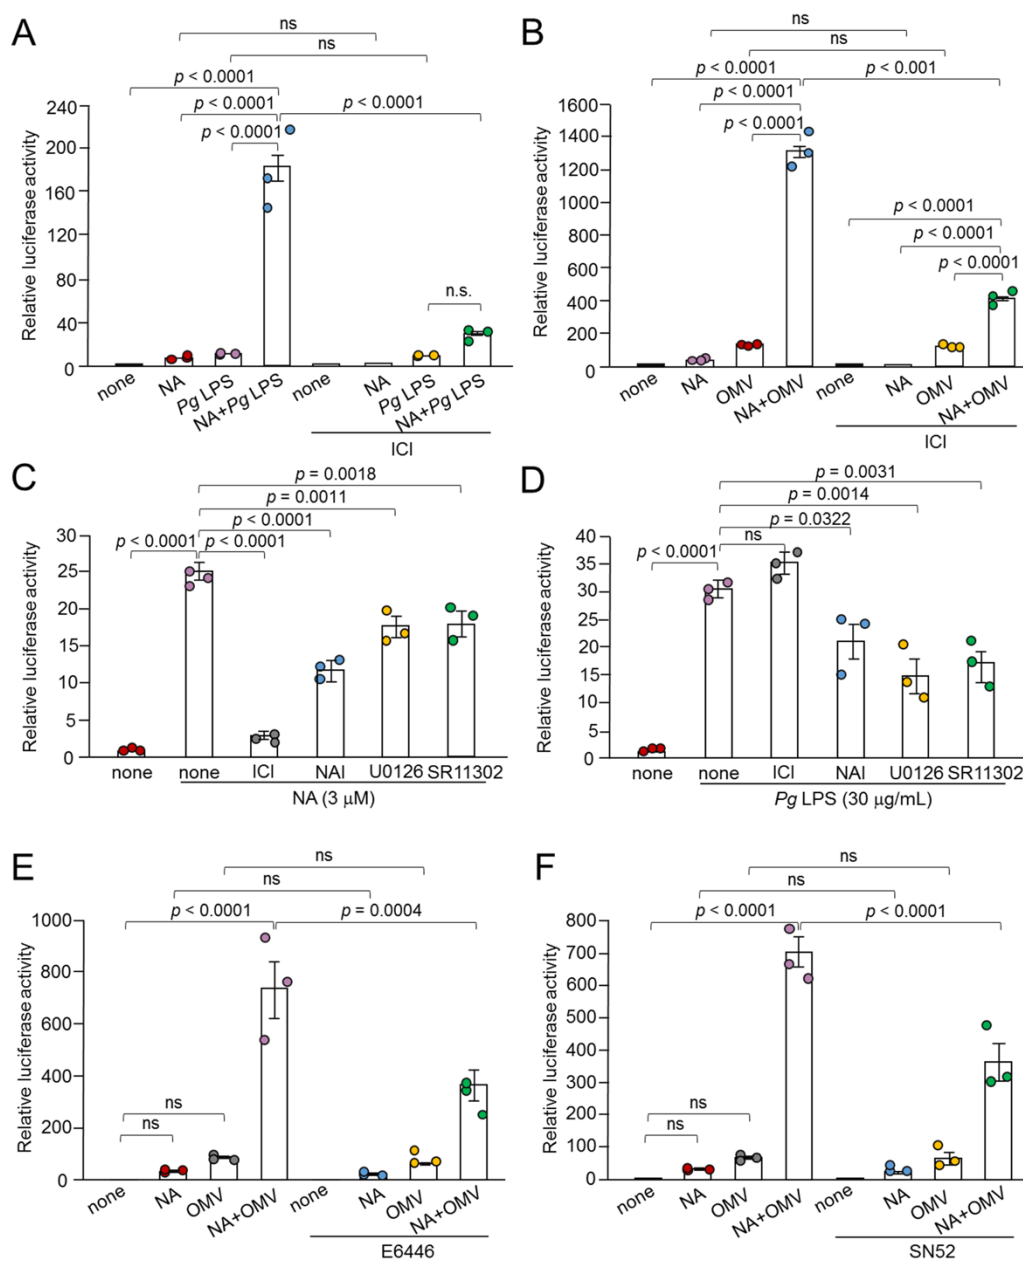 A
ns
ns
p < 0.0001
p < 0.0001
p < 0.0001
p < 0.0001
n.s.
Relative luciferase activity
240
200
160
120
80
40
0
none
NA
Pg LPS
NA+Pg LPS
none
NA
Pg LPS
NA+Pg LPS
ICI
B
ns
ns
p < 0.0001
p < 0.001
p < 0.0001
p < 0.0001
p < 0.0001
p < 0.0001
p < 0.0001
Relative luciferase activity
1600
1400
1200
1000
800
600
400
200
0
none
NA
OMV
NA+OMV
none
NA
OMV
NA+OMV
ICI
C
p = 0.0018
p = 0.0011
p < 0.0001
p < 0.0001
p < 0.0001
Relative luciferase activity
30
25
20
15
10
5
0
none
none
ICI
NAI
U0126
SR11302
NA (3 μM)
D
p = 0.0031
p = 0.0014
p = 0.0322
ns
p < 0.0001
Relative luciferase activity
40
35
30
25
20
15
10
5
0
none
none
ICI
NAI
U0126
SR11302
Pg LPS (30 μg/mL)
E
ns
ns
p < 0.0001
p = 0.0004
ns
ns
Relative luciferase activity
1000
800
600
400
200
0
none
NA
OMV
NA+OMV
none
NA
OMV
NA+OMV
E6446
F
ns
ns
p < 0.0001
p < 0.0001
ns
ns
Relative luciferase activity
800
700
600
500
400
300
200
100
0
none
NA
OMV
NA+OMV
none
NA
OMV
NA+OMV
SN52